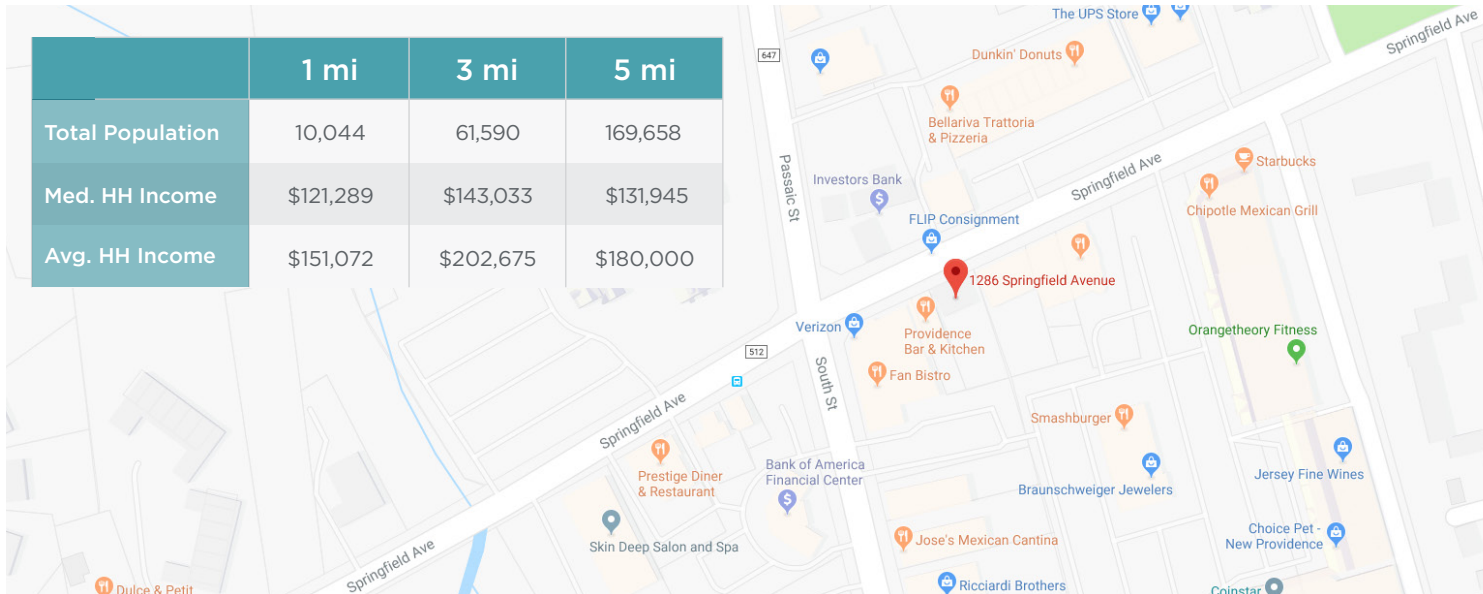 1 mi 3 mi 5 mi
Total Population 10,044 61,590 169,658
Med. HH Income $121,289 $143,033 $131,945
Avg. HH Income $151,072 $202,675 $180,000
The UPS Store
Springfield Ave
647
Dunkin' Donuts
Bellariva Trattoria
& Pizzeria
Passaic St
Springfield Ave
Starbucks
Investors Bank
Chipotle Mexican Grill
FLIP Consignment
1286 Springfield Avenue
Verizon
Providence
Bar & Kitchen
Orangetheory Fitness
512
South St
Fan Bistro
Springfield Ave
Smashburger
Prestige Diner
& Restaurant
Bank of America
Financial Center
Braunschweiger Jewelers
Jersey Fine Wines
Skin Deep Salon and Spa
Jose's Mexican Cantina
Choice Pet -
New Providence
Springfield Ave
Dulce & Petit
Ricciardi Brothers
Coinstar